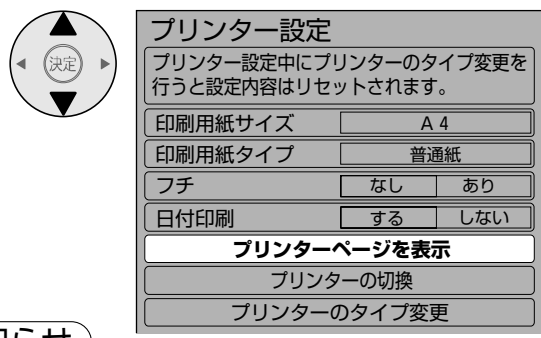 決定
プリンター設定
プリンター設定中にプリンターのタイプ変更を
行うと設定内容はリセットされます。
印刷用紙サイズ A4
印刷用紙タイプ 普通紙
フチ なし あり
日付印刷 する しない
プリンターページを表示
プリンターの切換
プリンターのタイプ変更
らせ